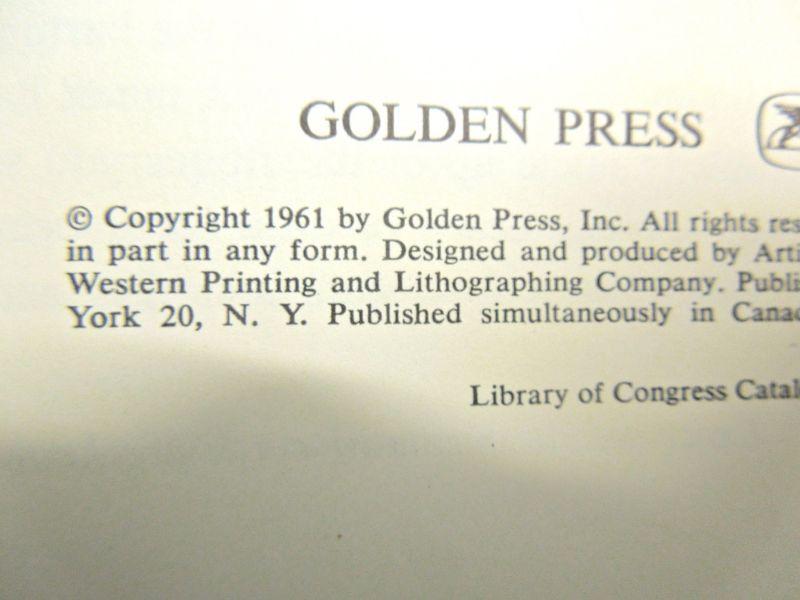 GOLDEN PRESS
© Copyright 1961 by Golden Press, Inc. All rights
in part in any form. Designed and produced by
Western Printing and Lithographing Company.
York 20, N. Y. Published simultaneously in
Library of Congress